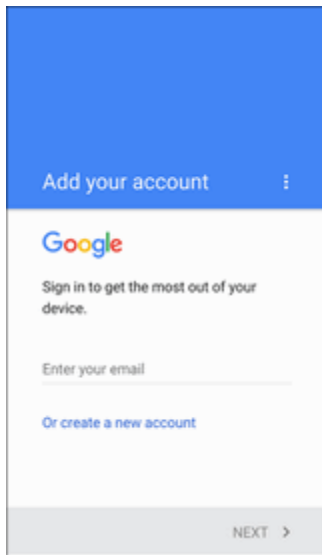 Add your account
Google
Sign in to get the most out of your
device.
Enter your email
Or create a new account
NEXT